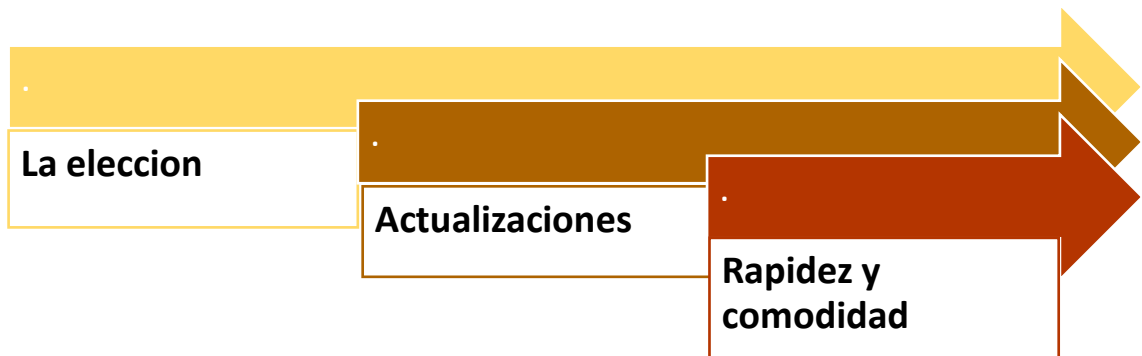 .
La eleccion
.
Actualizaciones
.
Rapidez y
comodidad